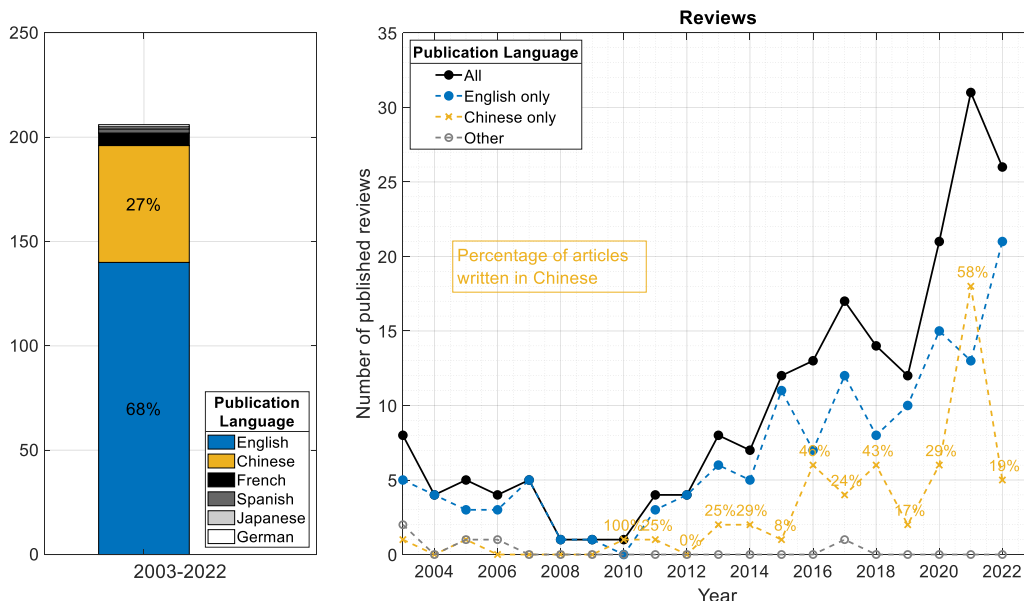 250
200
150
100
50
0
27%
68%
Publication
Language
English
Chinese
French
Spanish
Japanese
German
2003-2022
Reviews
35
30
25
20
15
10
5
0
Number of published reviews
Publication Language
All
English only
Chinese only
Other
Percentage of articles
written in Chinese
100%
25%
0%
25%
29%
8%
46%
24%
43%
17%
29%
58%
19%
2004
2006
2008
2010
2012
2014
2016
2018
2020
2022
Year